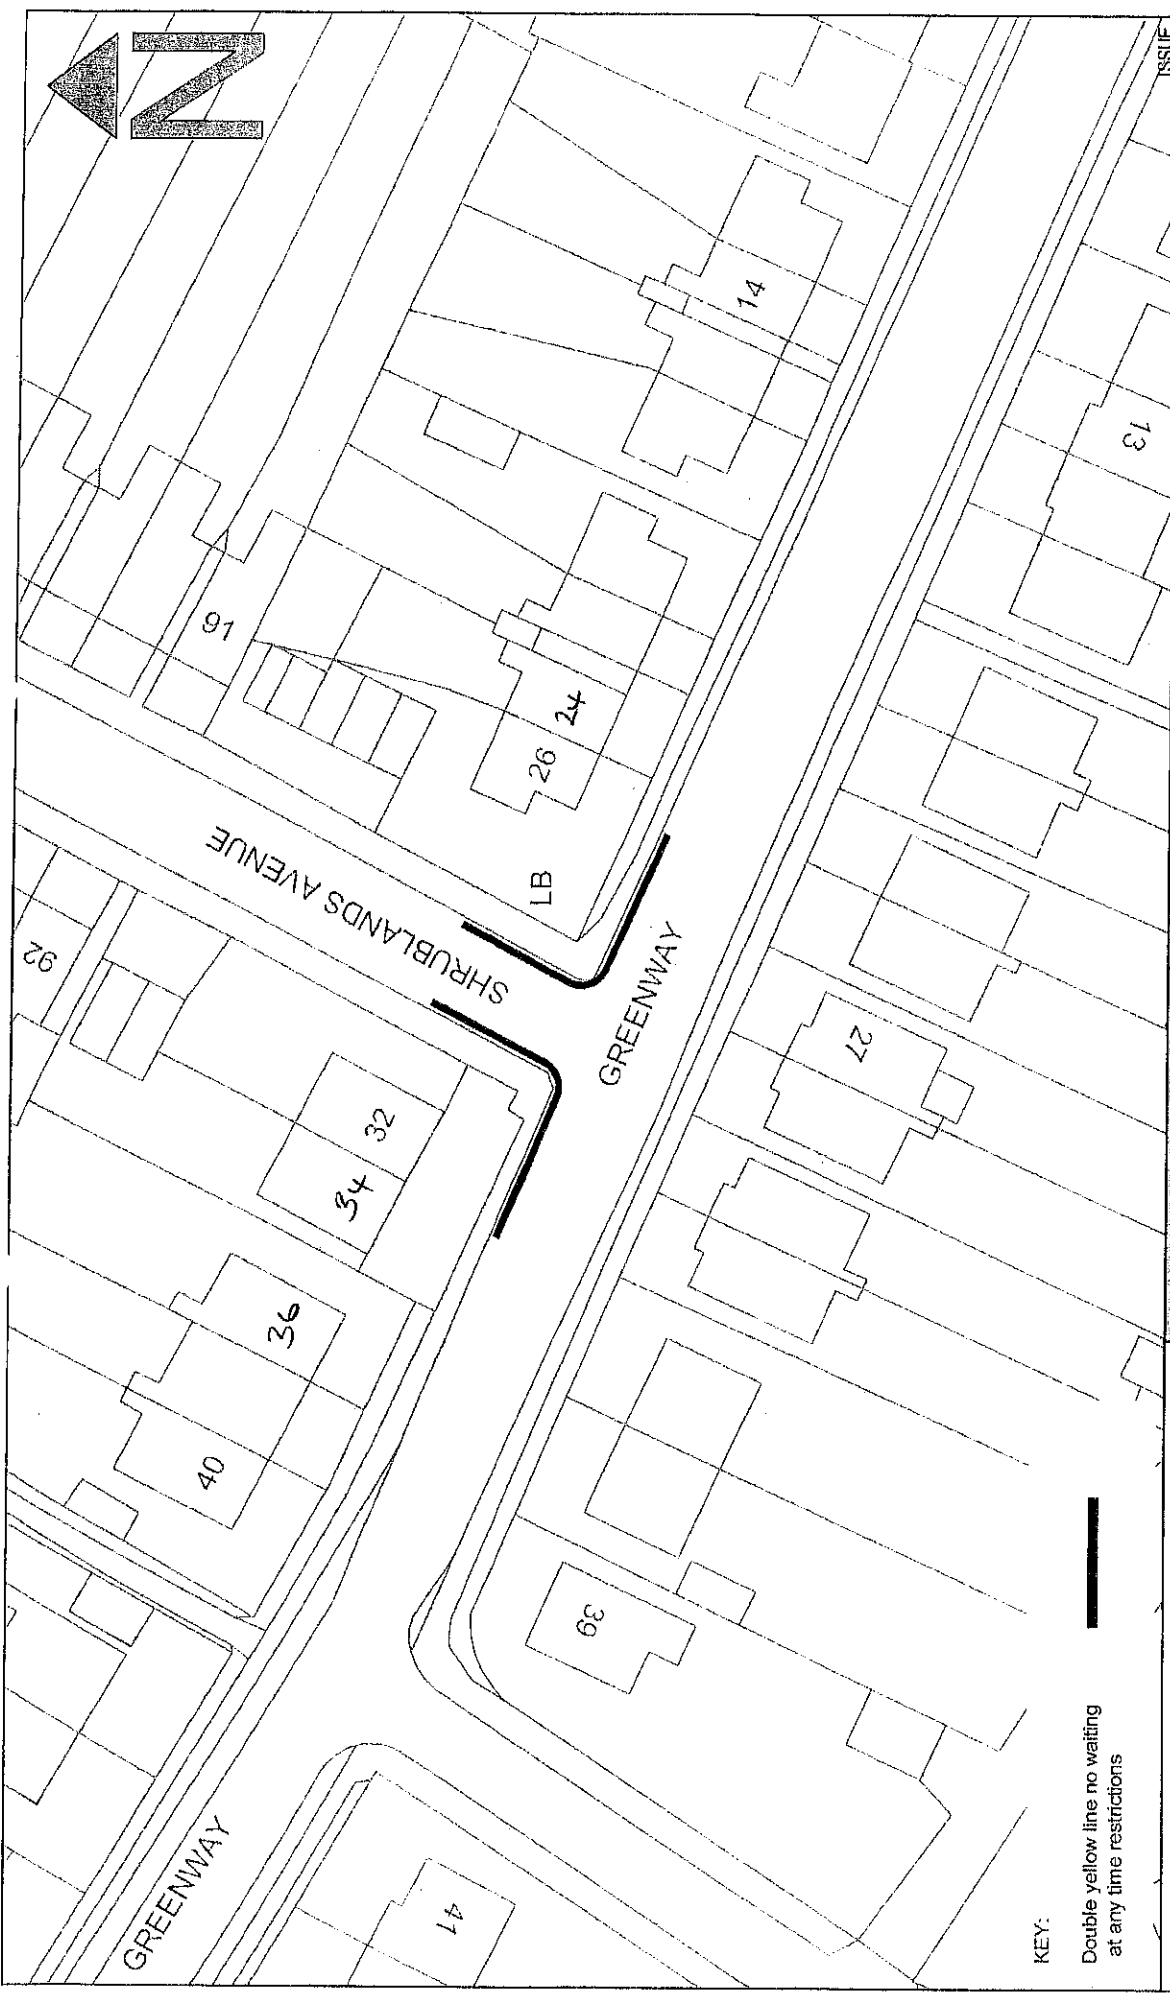 N
92
91
GREENWAY
40
36
34
32
SHRUBLANDS AVENUE
LB
26
24
14
GREENWAY
41
39
27
13
KEY:
Double yellow line no waiting
at any time restrictions
ISSUE